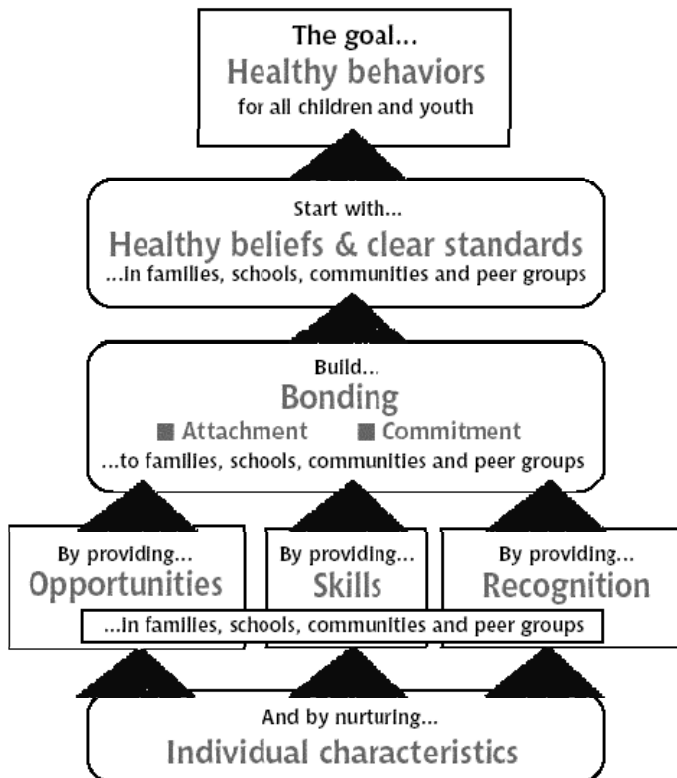 The goal...
Healthy behaviors
for all children and youth
Start with...
Healthy beliefs & clear standards
...in families, schools, communities and peer groups
Build...
Bonding
■ Attachment ■ Commitment
...to families, schools, communities and peer groups
By providing...
Opportunities
By providing...
Skills
By providing...
Recognition
...in families, schools, communities and peer groups
And by nurturing...
Individual characteristics